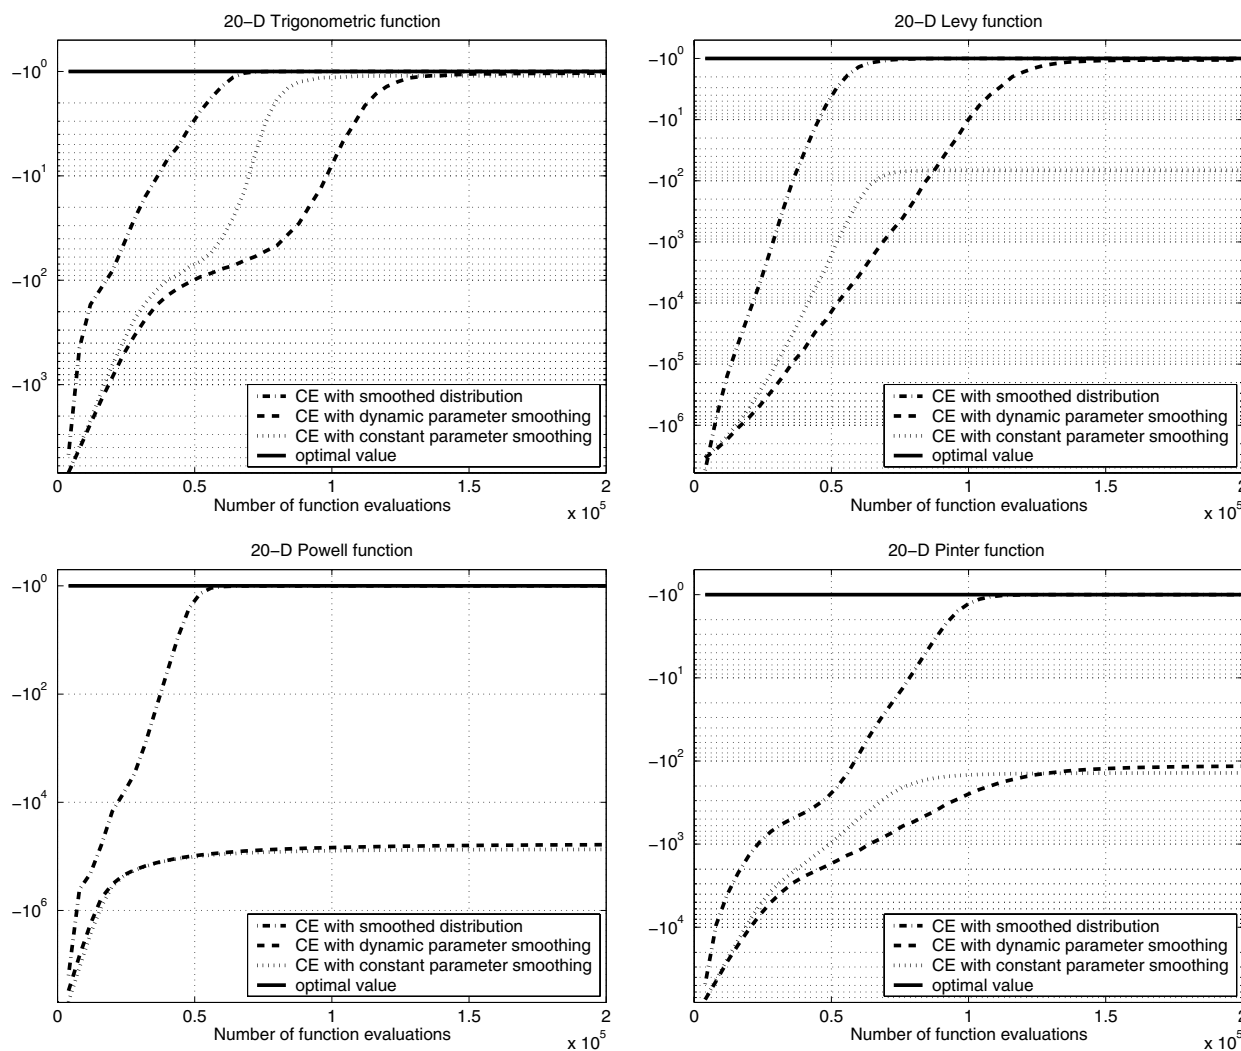 20−D Trigonometric function
−10^0
−10^1
−10^2
−10^3
CE with smoothed distribution
CE with dynamic parameter smoothing
CE with constant parameter smoothing
optimal value
0 0.5 1 1.5 2
Number of function evaluations
x 10^5
20−D Levy function
−10^0
−10^1
−10^2
−10^3
−10^4
−10^5
−10^6
CE with smoothed distribution
CE with dynamic parameter smoothing
CE with constant parameter smoothing
optimal value
0 0.5 1 1.5 2
Number of function evaluations
x 10^5
20−D Powell function
−10^0
−10^2
−10^4
−10^6
CE with smoothed distribution
CE with dynamic parameter smoothing
CE with constant parameter smoothing
optimal value
0 0.5 1 1.5 2
Number of function evaluations
x 10^5
20−D Pinter function
−10^0
−10^1
−10^2
−10^3
−10^4
CE with smoothed distribution
CE with dynamic parameter smoothing
CE with constant parameter smoothing
optimal value
0 0.5 1 1.5 2
Number of function evaluations
x 10^5